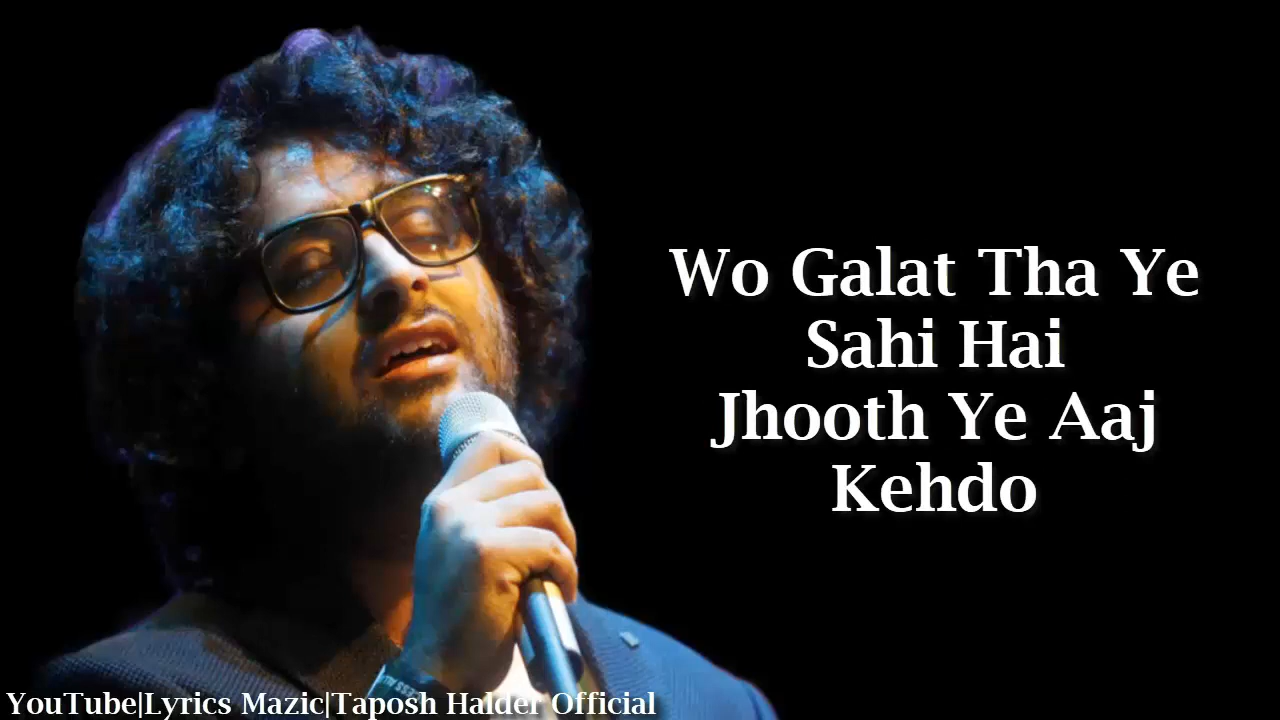 Wo Galat Tha Ye
Sahi Hai
Jhooth Ye Aaj
Kehdo
YouTube|Lyrics Mazic|Taposh Halder Official